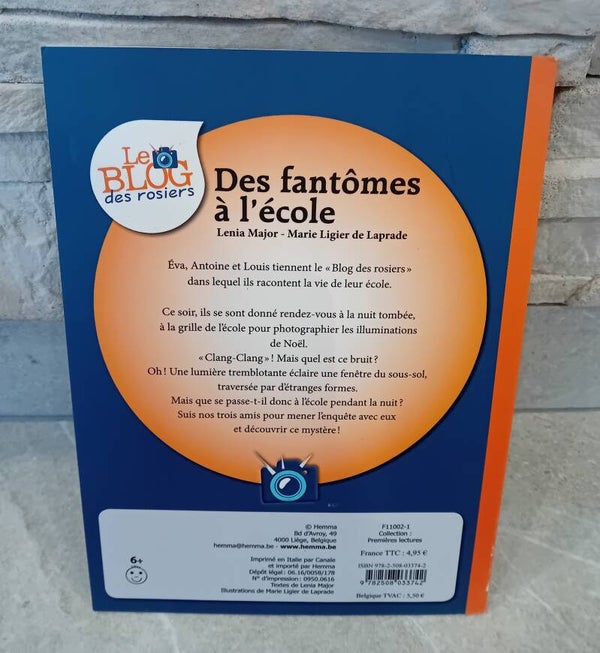 Le
BLOG
des rosiers
Des fantômes
à l'école
Lenia Major - Marie Ligier de Laprade
Éva, Antoine et Louis tiennent le « Blog des rosiers »
dans lequel ils racontent la vie de leur école.
Ce soir, ils se sont donné rendez-vous à la nuit tombée,
à la grille de l'école pour photographier les illuminations
de Noël.
« Clang-Clang » ! Mais quel est ce bruit ?
Oh ! Une lumière tremblotante éclaire une fenêtre du sous-sol,
traversée par d'étranges formes.
Mais que se passe-t-il donc à l'école pendant la nuit ?
Suis nos trois amis pour mener l'enquête avec eux
et découvrir ce mystère !
© Hemma
Bd d'Avroy, 49
4000 Liège, Belgique
hemma@hemma.be - www.hemma.be
Imprimé en Italie par Canale
et importé par Hemma
Dépôt légal : 06.16/0058/178
N° d'impression : 0950.0616
Textes de Lenia Major
Illustrations de Marie Ligier de Laprade
6+
F11002-1
Collection :
Premières lectures
France TTC : 4,95 €
ISBN 978-2-508-03374-2
9 782508 033742
Belgique TVAC : 5,50 €